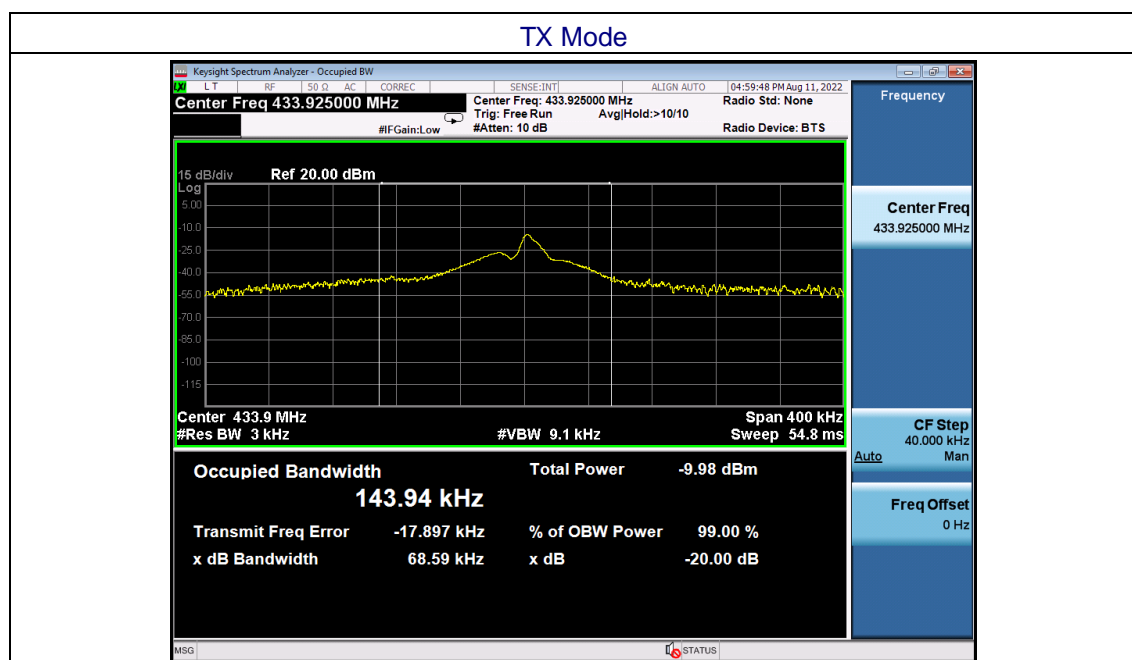 TX Mode
Keysight Spectrum Analyzer - Occupied BW
LXI L T RF 50 Ω AC CORREC SENSE:INT ALIGN AUTO 04:59:48 PM Aug 11, 2022
Center Freq 433.925000 MHz
Center Freq: 433.925000 MHz Radio Std: None
Trig: Free Run Avg|Hold:>10/10
#IFGain:Low #Atten: 10 dB Radio Device: BTS
15 dB/div Ref 20.00 dBm
Log
5.00
-10.0
-25.0
-40.0
-55.0
-70.0
-85.0
-100
-115
Center 433.9 MHz Span 400 kHz
#Res BW 3 kHz #VBW 9.1 kHz Sweep 54.8 ms
Occupied Bandwidth Total Power -9.98 dBm
143.94 kHz
Transmit Freq Error -17.897 kHz % of OBW Power 99.00 %
x dB Bandwidth 68.59 kHz x dB -20.00 dB
Frequency
Center Freq
433.925000 MHz
CF Step
40.000 kHz
Auto Man
Freq Offset
0 Hz
MSG STATUS